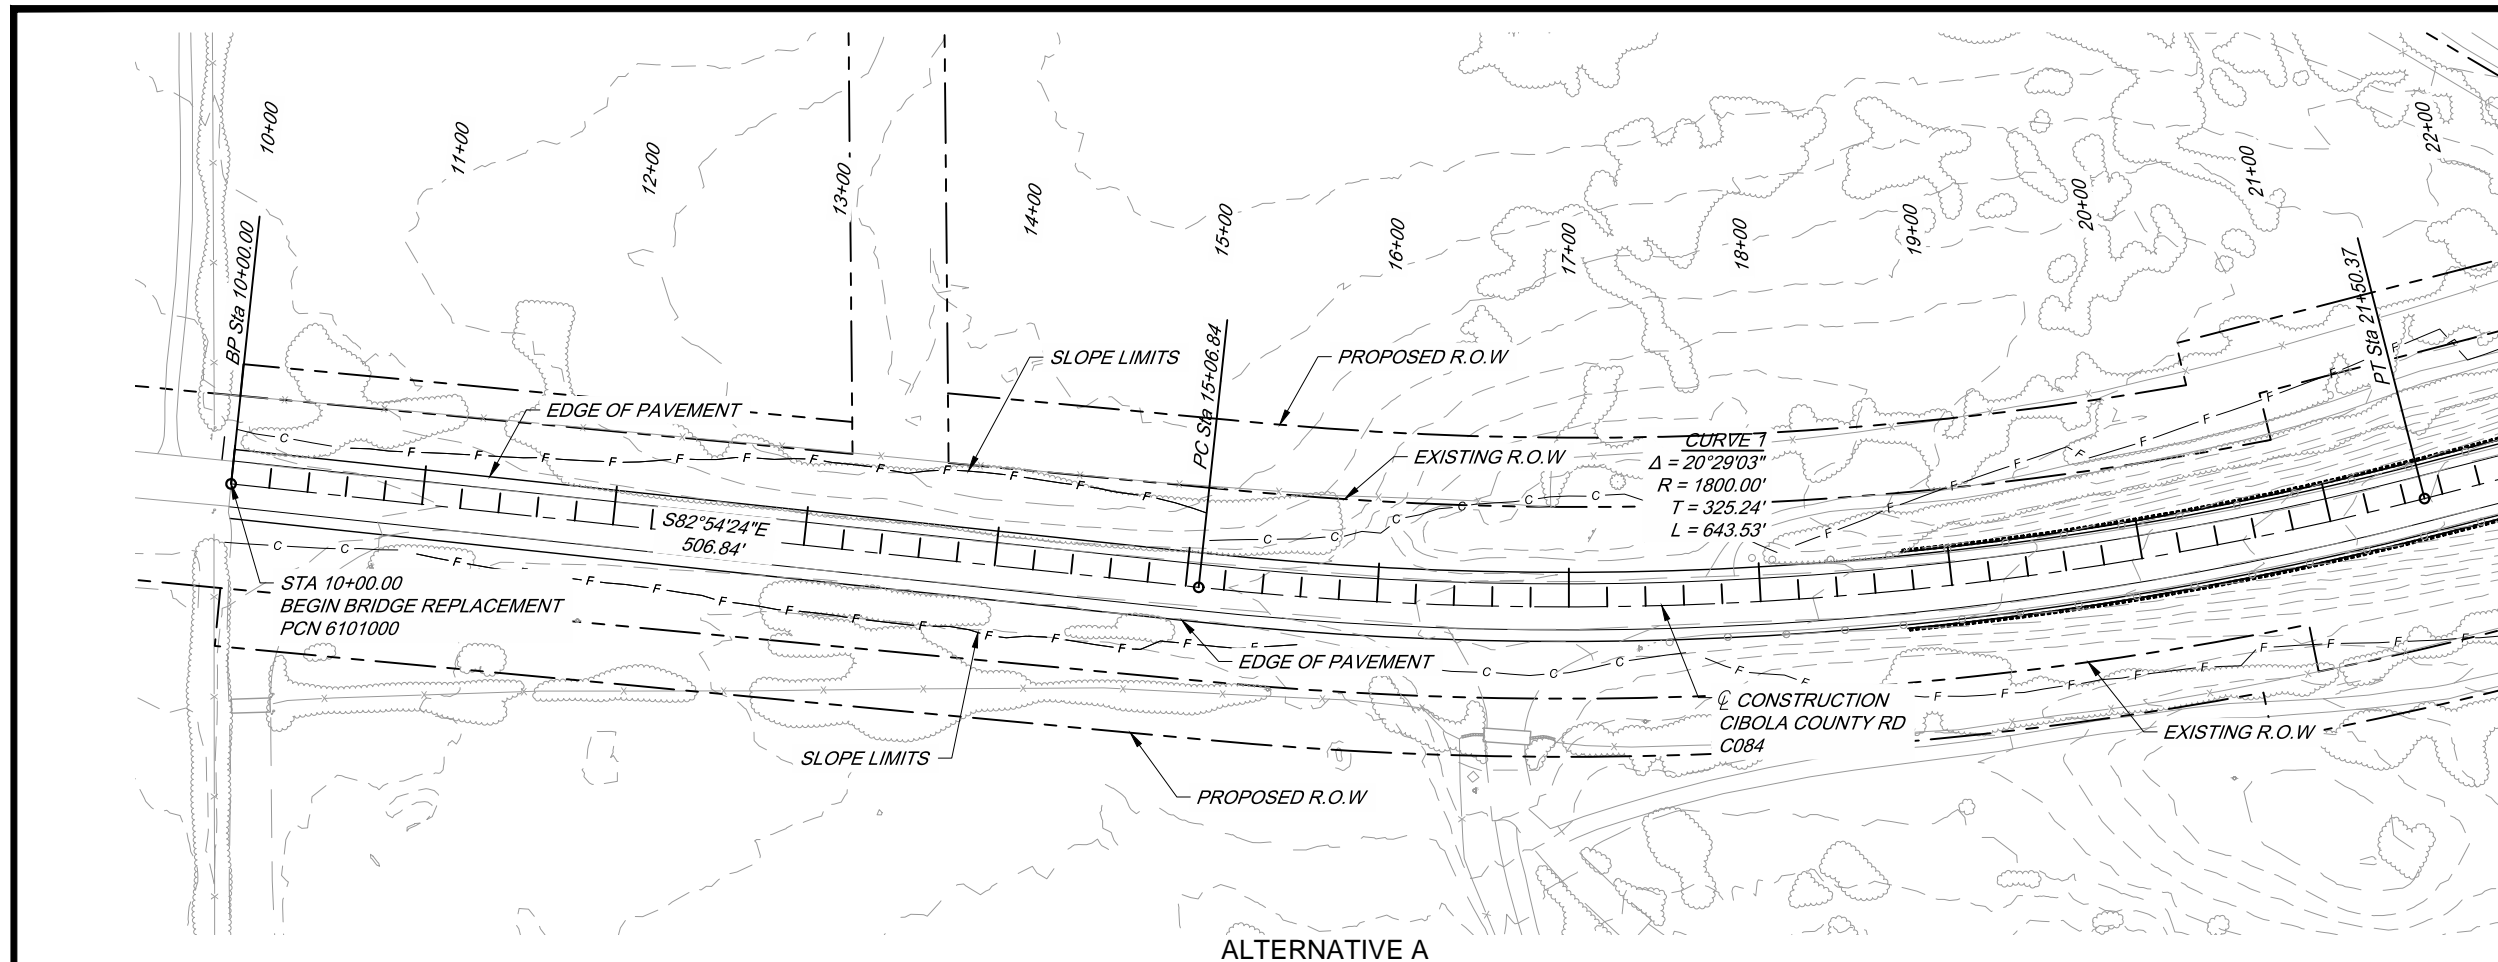 10+00
11+00
12+00
13+00
14+00
15+00
16+00
17+00
18+00
19+00
20+00
21+00
22+00
BP Sta 10+00.00
PC Sta 15+06.84
PT Sta 21+50.37
SLOPE LIMITS
PROPOSED R.O.W
EDGE OF PAVEMENT
EXISTING R.O.W
CURVE 1
Δ = 20°29'03"
R = 1800.00'
T = 325.24'
L = 643.53'
S82°54'24"E
506.84'
STA 10+00.00
BEGIN BRIDGE REPLACEMENT
PCN 6101000
EDGE OF PAVEMENT
℄ CONSTRUCTION
CIBOLA COUNTY RD
C084
EXISTING R.O.W
SLOPE LIMITS
PROPOSED R.O.W
ALTERNATIVE A